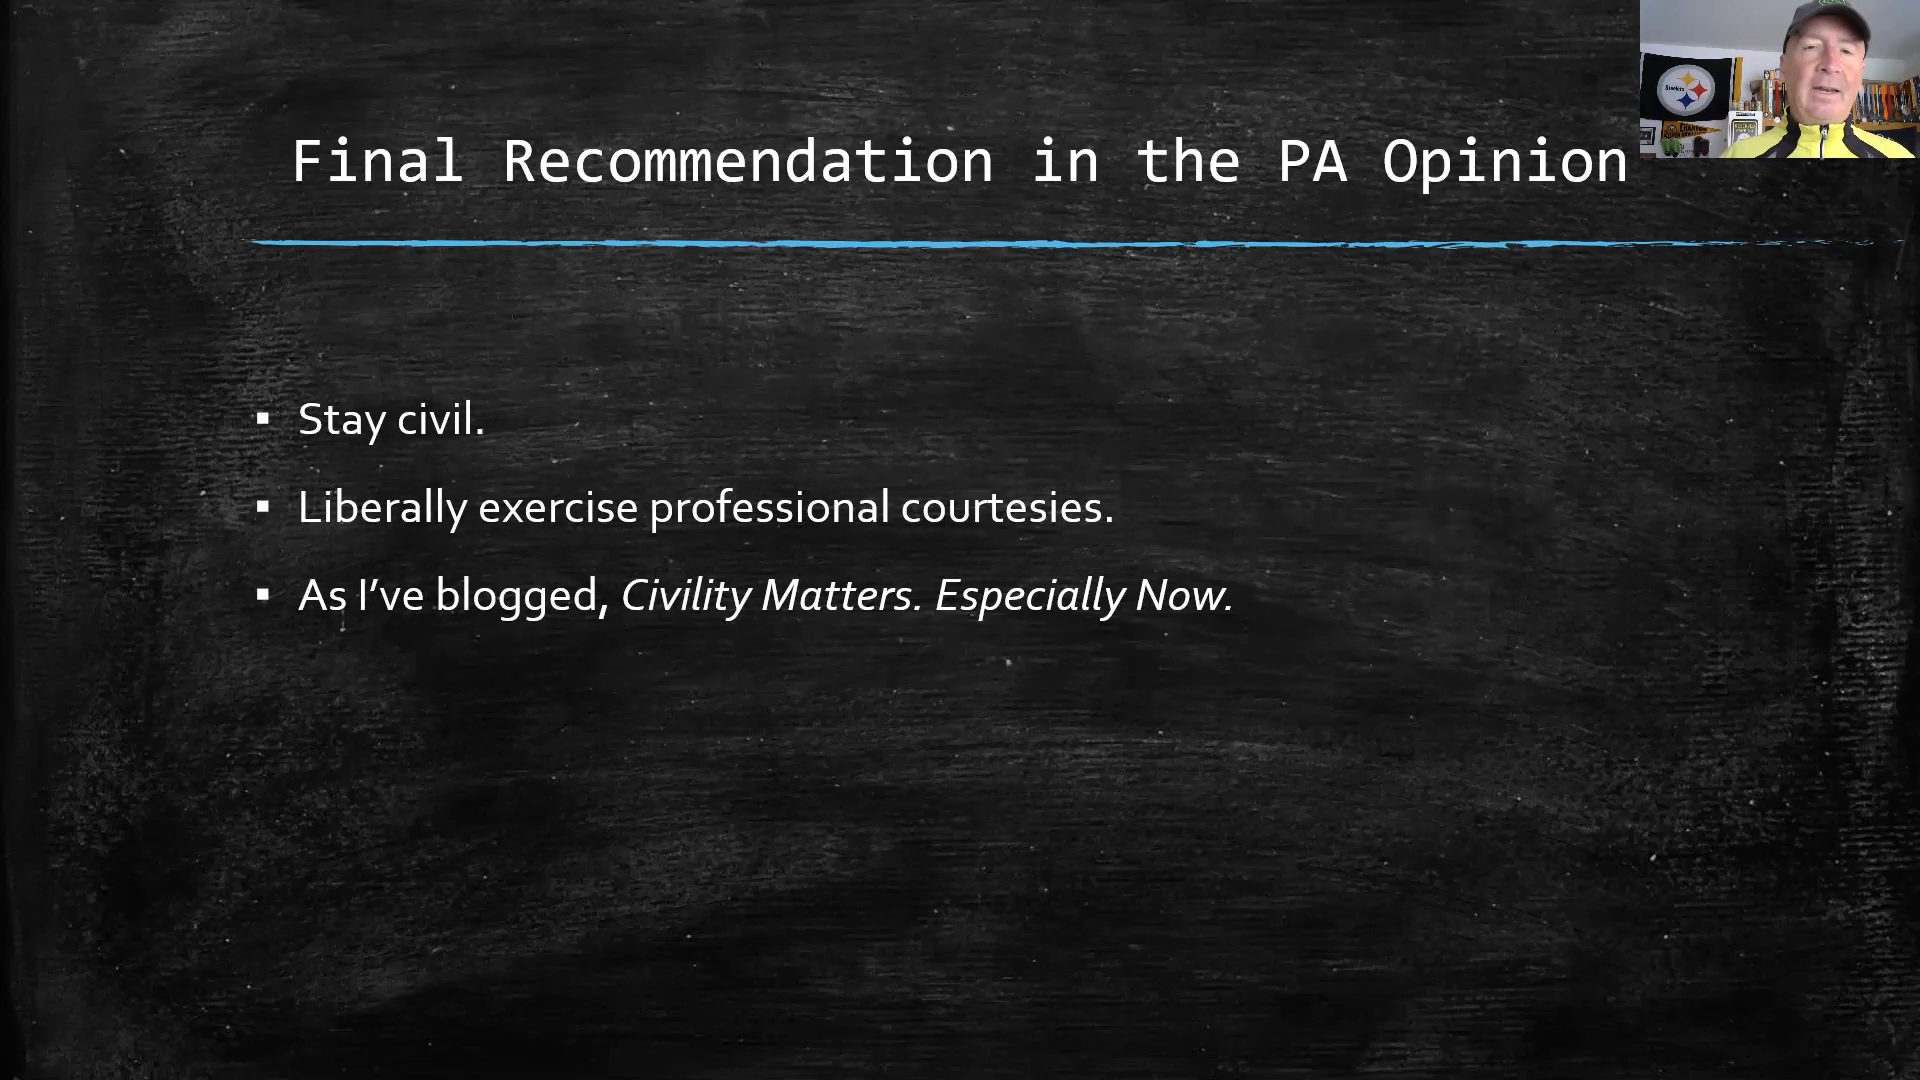 Final Recommendation in the PA Opinion
Steelers
▪ Stay civil.
▪ Liberally exercise professional courtesies.
▪ As I’ve blogged, Civility Matters. Especially Now.